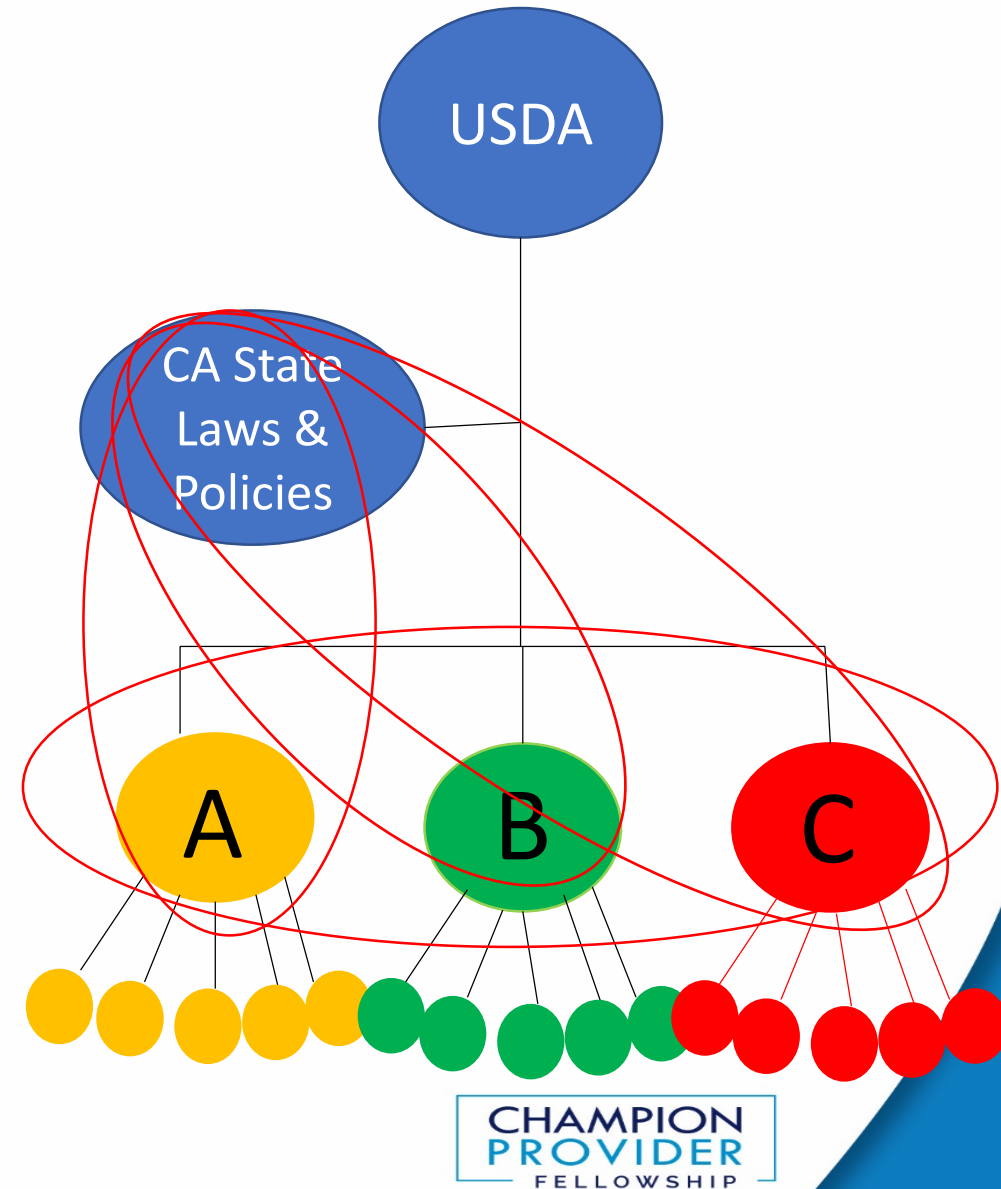 USDA
CA State
Laws &
Policies
A
B
C
CHAMPION
PROVIDER
FELLOWSHIP